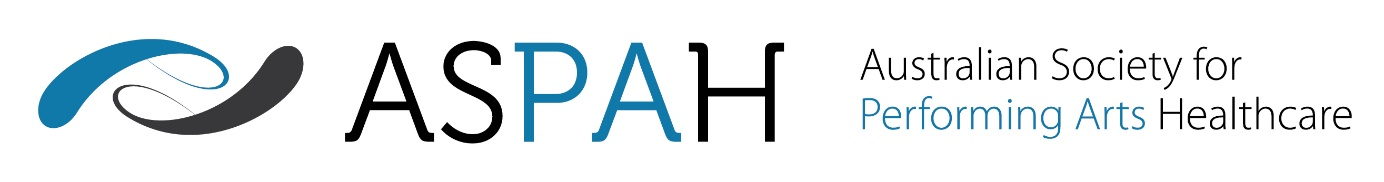 ASPAH
Australian Society for
Performing Arts Healthcare